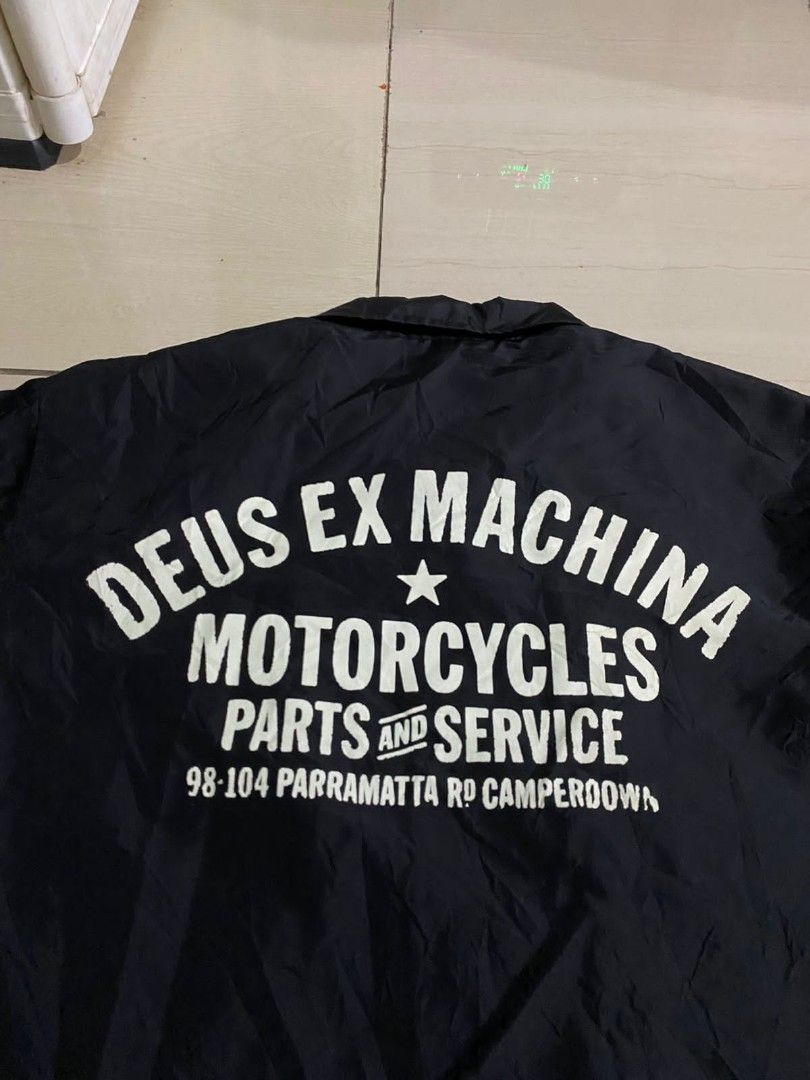 DEUS EX MACHINA
MOTORCYCLES
PARTS AND SERVICE
98-104 PARRAMATTA RD CAMPERDOWN